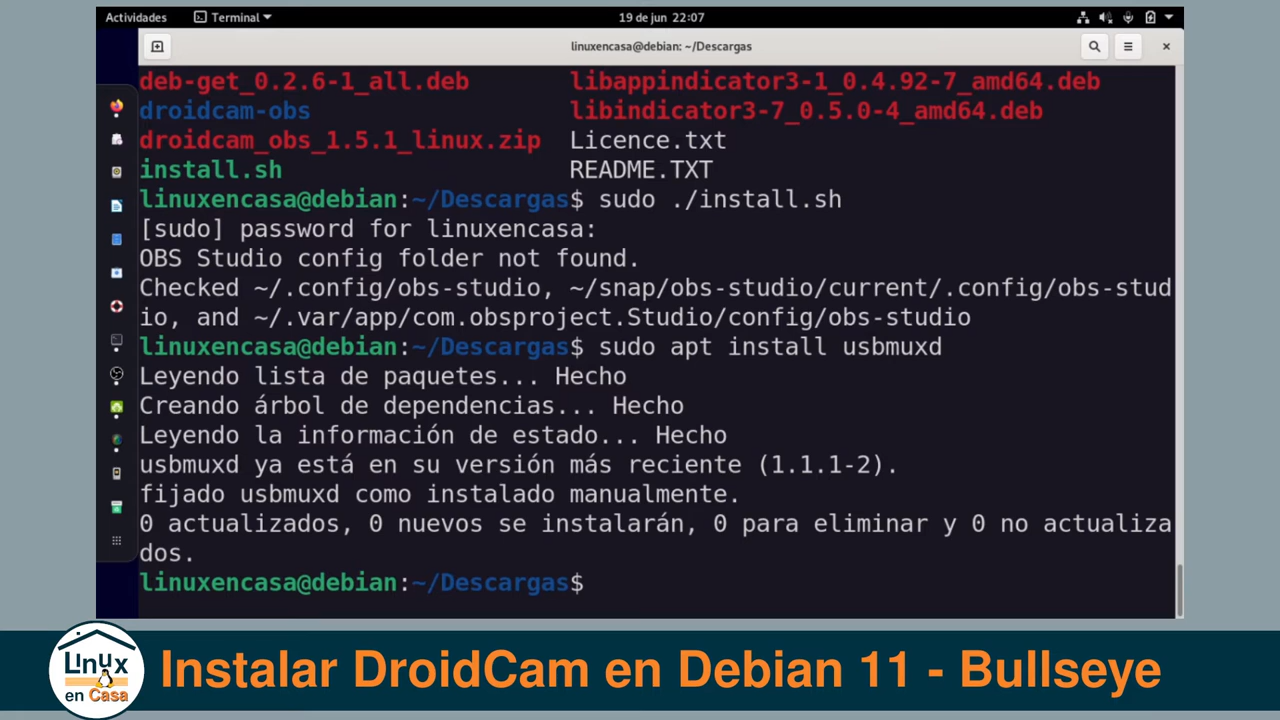 Actividades Terminal 19 de jun 22:07
linuxencasa@debian: ~/Descargas
deb-get_0.2.6-1_all.deb libappindicator3-1_0.4.92-7_amd64.deb
droidcam-obs libindicator3-7_0.5.0-4_amd64.deb
droidcam_obs_1.5.1_linux.zip Licence.txt
install.sh README.TXT
linuxencasa@debian:~/Descargas$ sudo ./install.sh
[sudo] password for linuxencasa:
OBS Studio config folder not found.
Checked ~/.config/obs-studio, ~/snap/obs-studio/current/.config/obs-stud
io, and ~/.var/app/com.obsproject.Studio/config/obs-studio
linuxencasa@debian:~/Descargas$ sudo apt install usbmuxd
Leyendo lista de paquetes... Hecho
Creando árbol de dependencias... Hecho
Leyendo la información de estado... Hecho
usbmuxd ya está en su versión más reciente (1.1.1-2).
fijado usbmuxd como instalado manualmente.
0 actualizados, 0 nuevos se instalarán, 0 para eliminar y 0 no actualiza
dos.
linuxencasa@debian:~/Descargas$
Linux
en Casa
Instalar DroidCam en Debian 11 - Bullseye